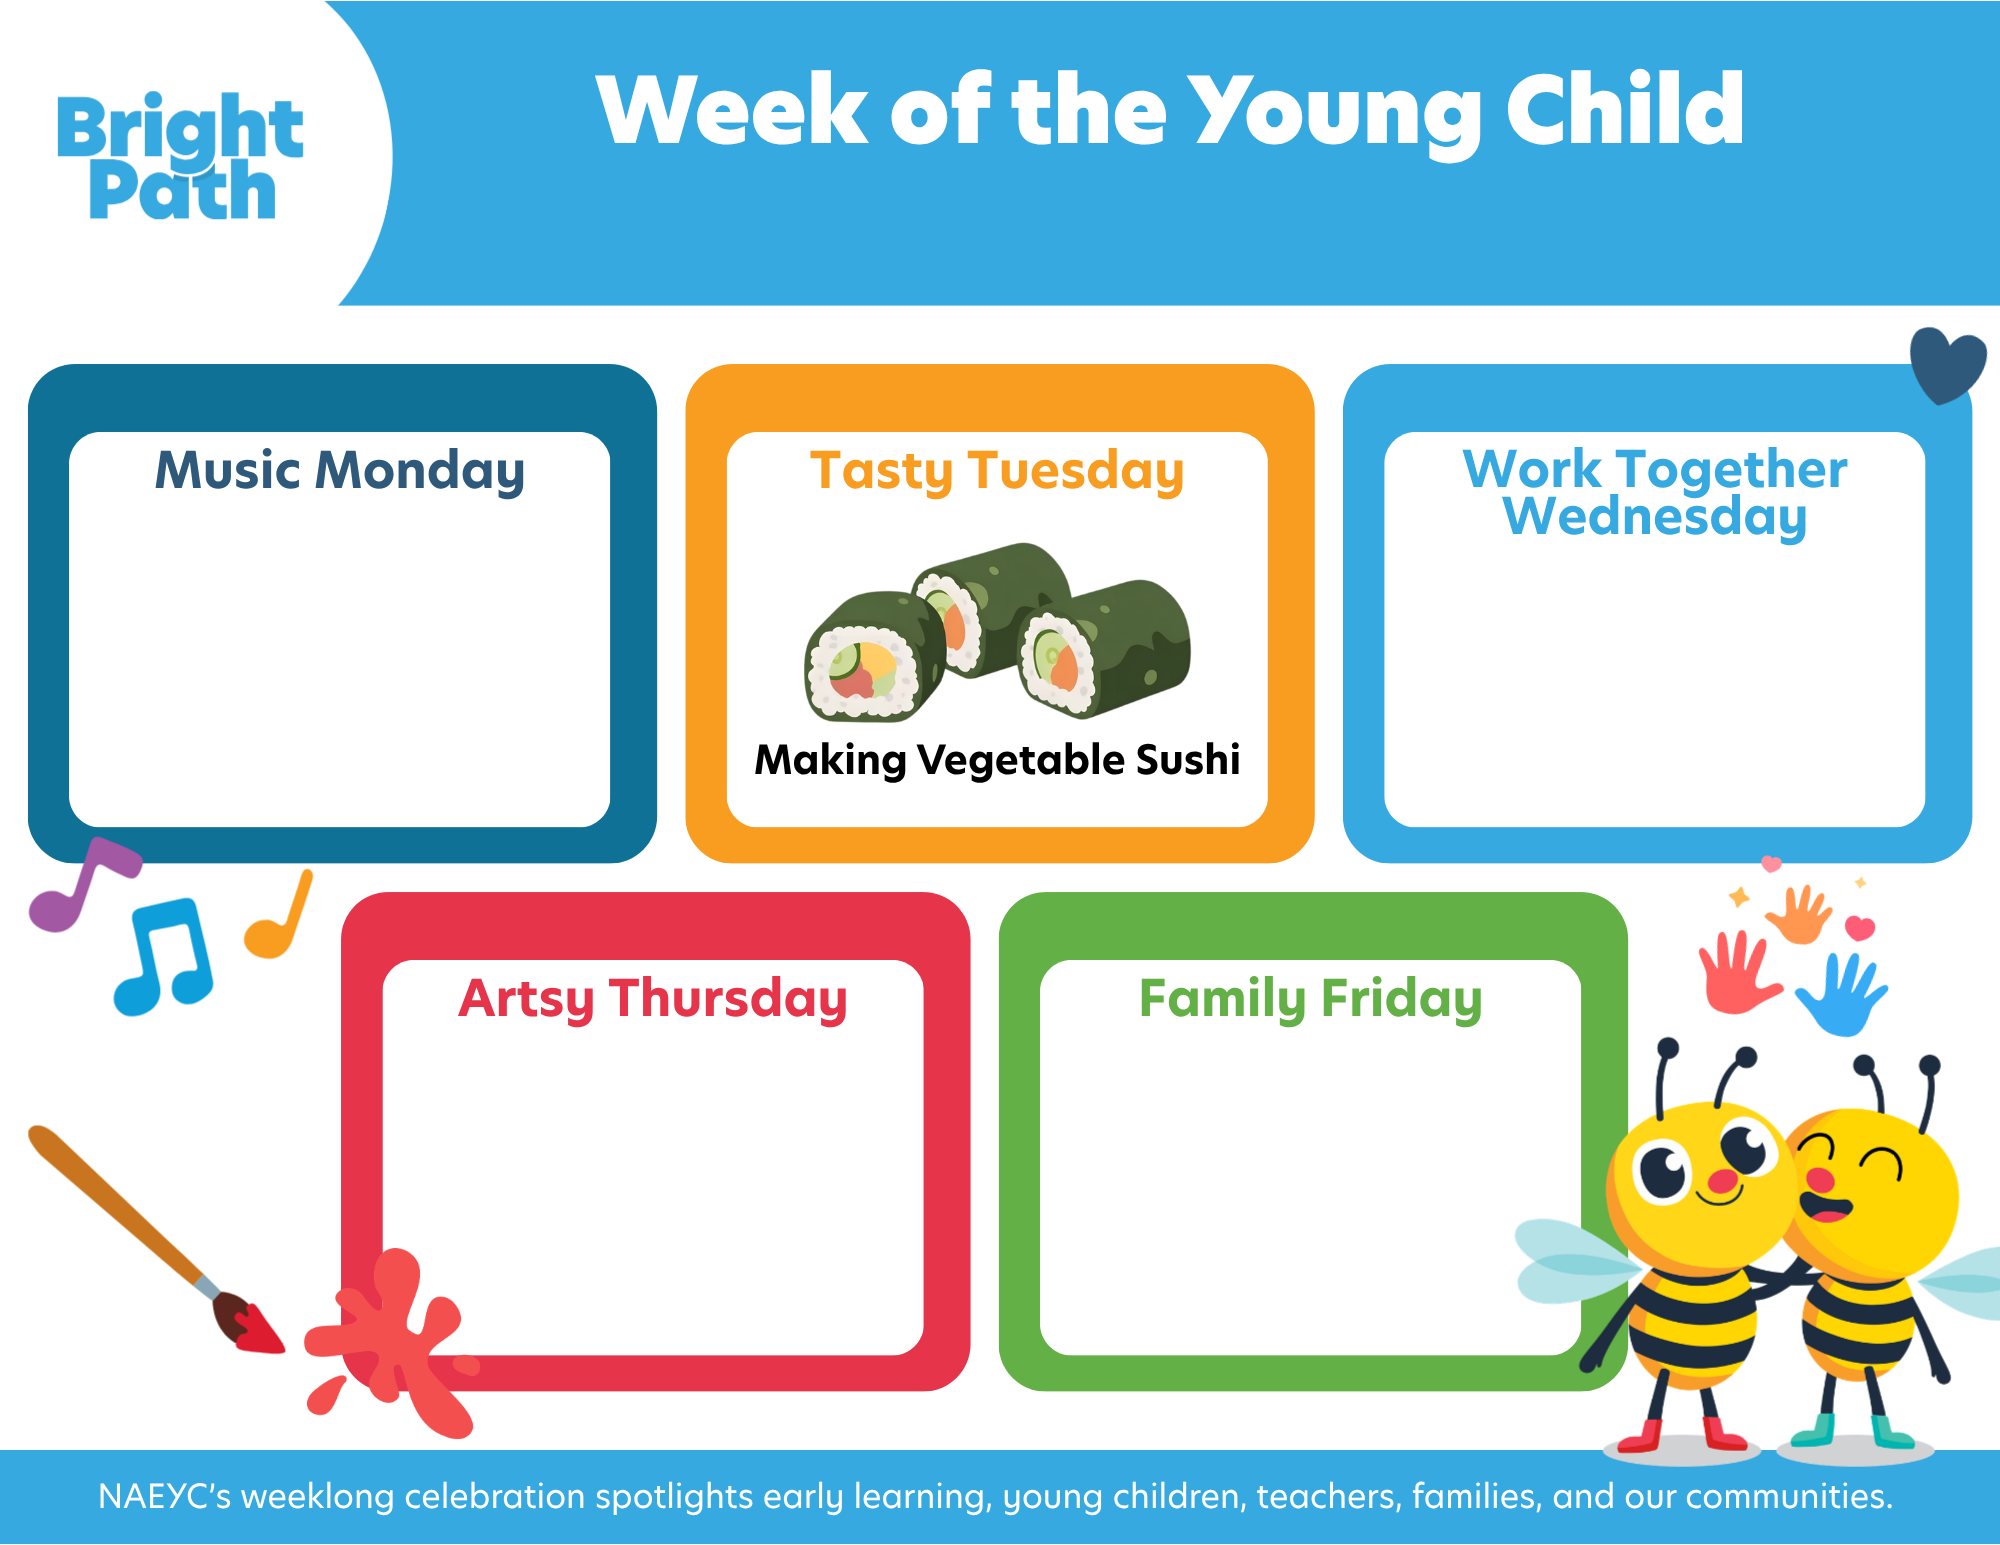 Bright
Path
Week of the Young Child
Music Monday
Tasty Tuesday
Making Vegetable Sushi
Work Together
Wednesday
Artsy Thursday
Family Friday
NAEYC's weeklong celebration spotlights early learning, young children, teachers, families, and our communities.